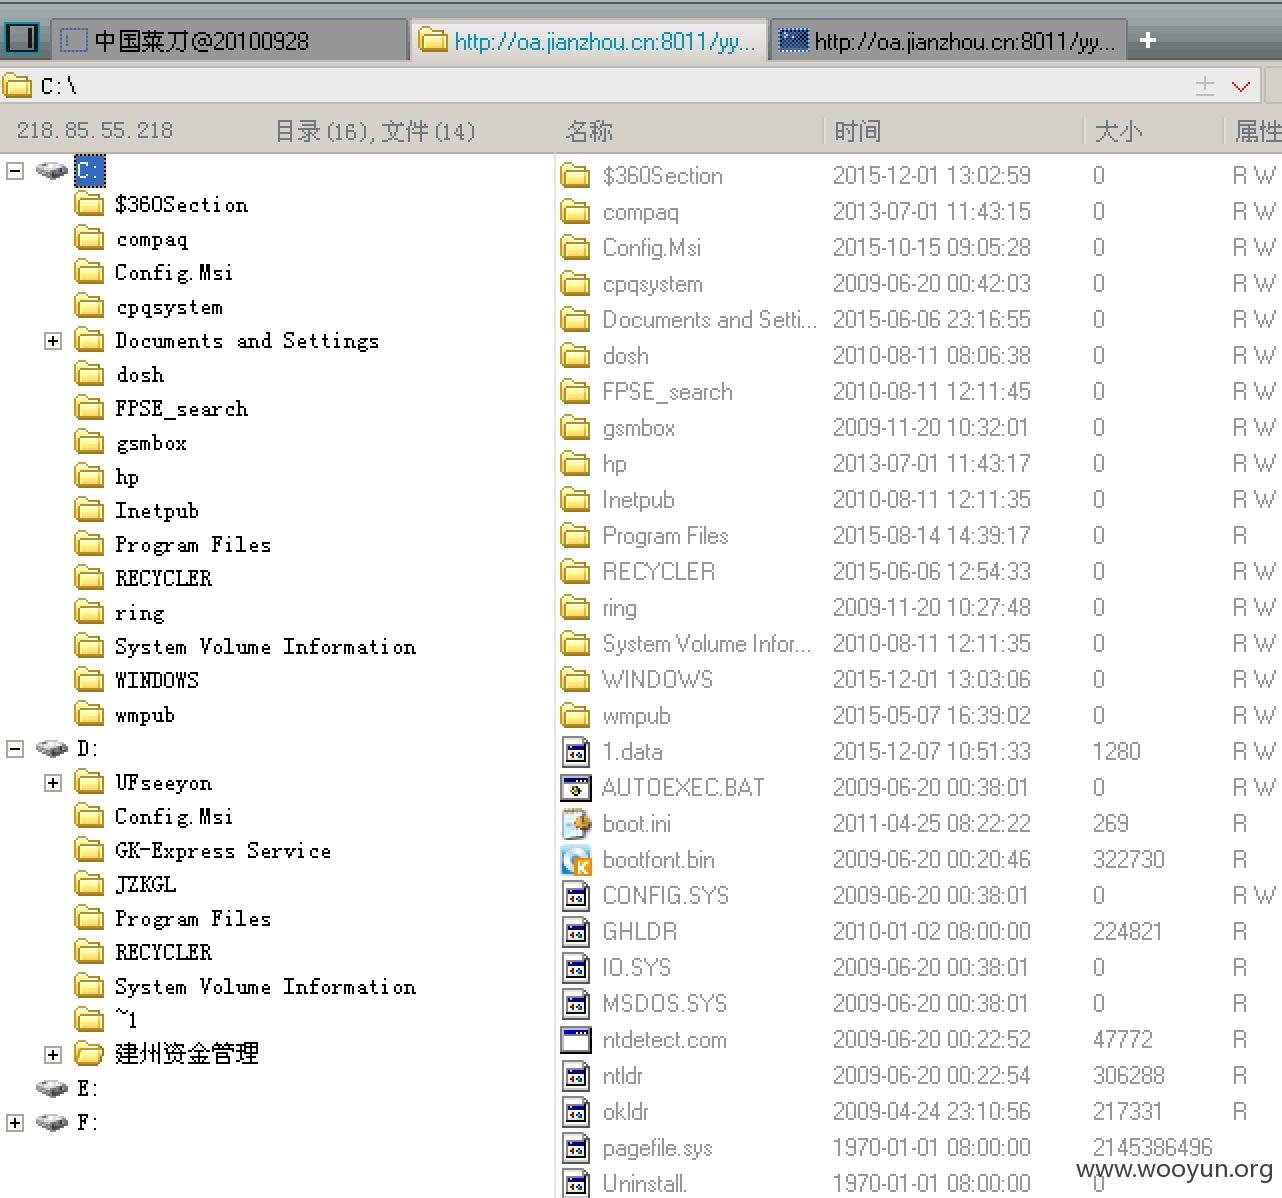 中国菜刀@20100928
http://oa.jianzhou.cn:8011/yy...
http://oa.jianzhou.cn:8011/yy...
C:\
218.85.55.218 目录(16),文件(14) 名称 时间 大小 属性
C:
$360Section
compaq
Config.Msi
cpqsystem
Documents and Settings
dosh
FPSE_search
gsmbox
hp
Inetpub
Program Files
RECYCLER
ring
System Volume Information
WINDOWS
wmpub
D:
UFseeyon
Config.Msi
GK-Express Service
JZKGL
Program Files
RECYCLER
System Volume Information
~1
建州资金管理
E:
F:
$360Section 2015-12-01 13:02:59 0 R W
compaq 2013-07-01 11:43:15 0 R W
Config.Msi 2015-10-15 09:05:28 0 R W
cpqsystem 2009-06-20 00:42:03 0 R W
Documents and Setti... 2015-06-06 23:16:55 0 R W
dosh 2010-08-11 08:06:38 0 R W
FPSE_search 2010-08-11 12:11:45 0 R W
gsmbox 2009-11-20 10:32:01 0 R W
hp 2013-07-01 11:43:17 0 R W
Inetpub 2010-08-11 12:11:35 0 R W
Program Files 2015-08-14 14:39:17 0 R
RECYCLER 2015-06-06 12:54:33 0 R W
ring 2009-11-20 10:27:48 0 R W
System Volume Infor... 2010-08-11 12:11:35 0 R W
WINDOWS 2015-12-01 13:03:06 0 R W
wmpub 2015-05-07 16:39:02 0 R W
1.data 2015-12-07 10:51:33 1280 R W
AUTOEXEC.BAT 2009-06-20 00:38:01 0 R W
boot.ini 2011-04-25 08:22:22 269 R
bootfont.bin 2009-06-20 00:20:46 322730 R
CONFIG.SYS 2009-06-20 00:38:01 0 R W
GHLDR 2010-01-02 08:00:00 224821 R
IO.SYS 2009-06-20 00:38:01 0 R
MSDOS.SYS 2009-06-20 00:38:01 0 R
ntdetect.com 2009-06-20 00:22:52 47772 R
ntldr 2009-06-20 00:22:54 306288 R
okldr 2009-04-24 23:10:56 217331 R
pagefile.sys 1970-01-01 08:00:00 2145386496
Uninstall. 1970-01-01 08:00:00 0
www.wooyun.org